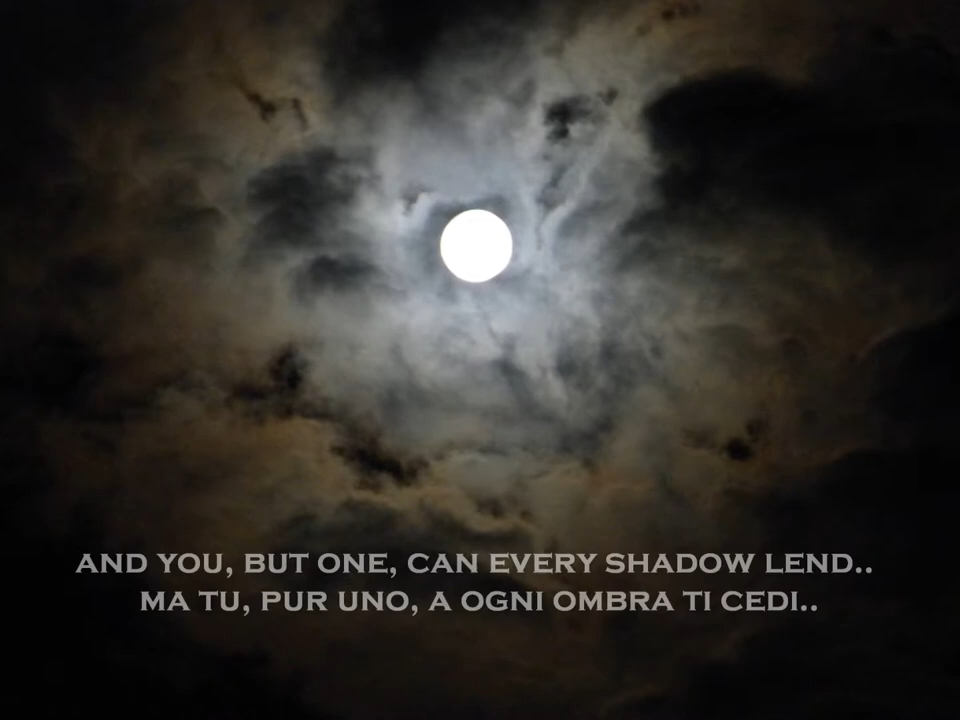 AND YOU, BUT ONE, CAN EVERY SHADOW LEND..
MA TU, PUR UNO, A OGNI OMBRA TI CEDI..